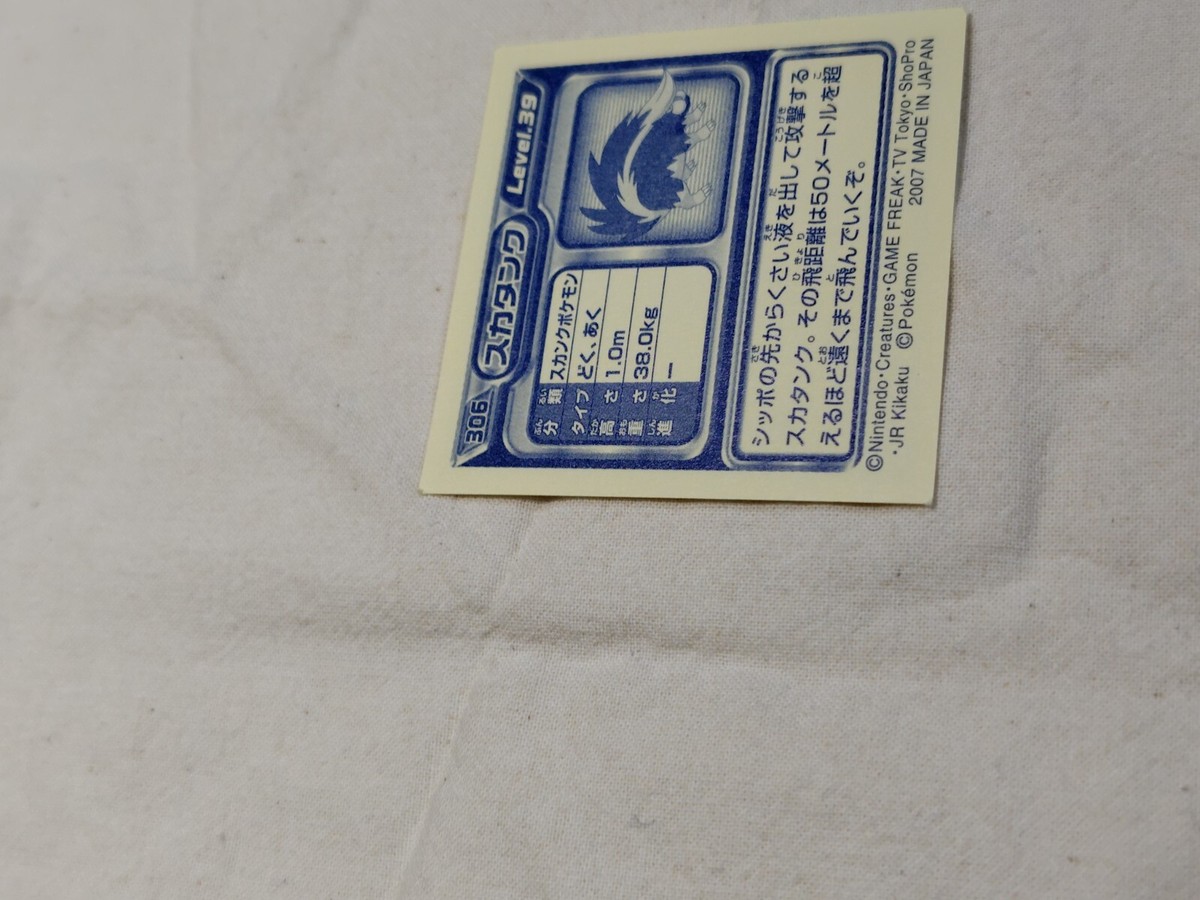 306 スカタンク Level.39
分類 スカンクポケモン
タイプ どく、あく
高さ 1.0m
重さ 38.0kg
進化 ー
シッポの先からくさい液を出して攻撃する
スカタンク。その飛距離は50メートルを超
えるほど遠くまで飛んでいくぞ。
©Nintendo・Creatures・GAME FREAK・TV Tokyo・ShoPro
・JR Kikaku ©Pokémon 2007 MADE IN JAPAN